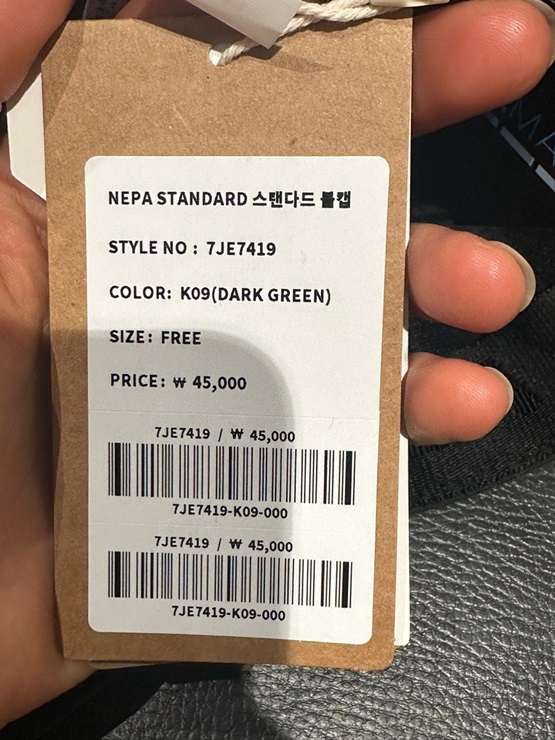 NEPA STANDARD 스탠다드 볼캡
STYLE NO : 7JE7419
COLOR: K09(DARK GREEN)
SIZE: FREE
PRICE: ₩ 45,000
7JE7419 / ₩ 45,000
7JE7419-K09-000
7JE7419 / ₩ 45,000
7JE7419-K09-000